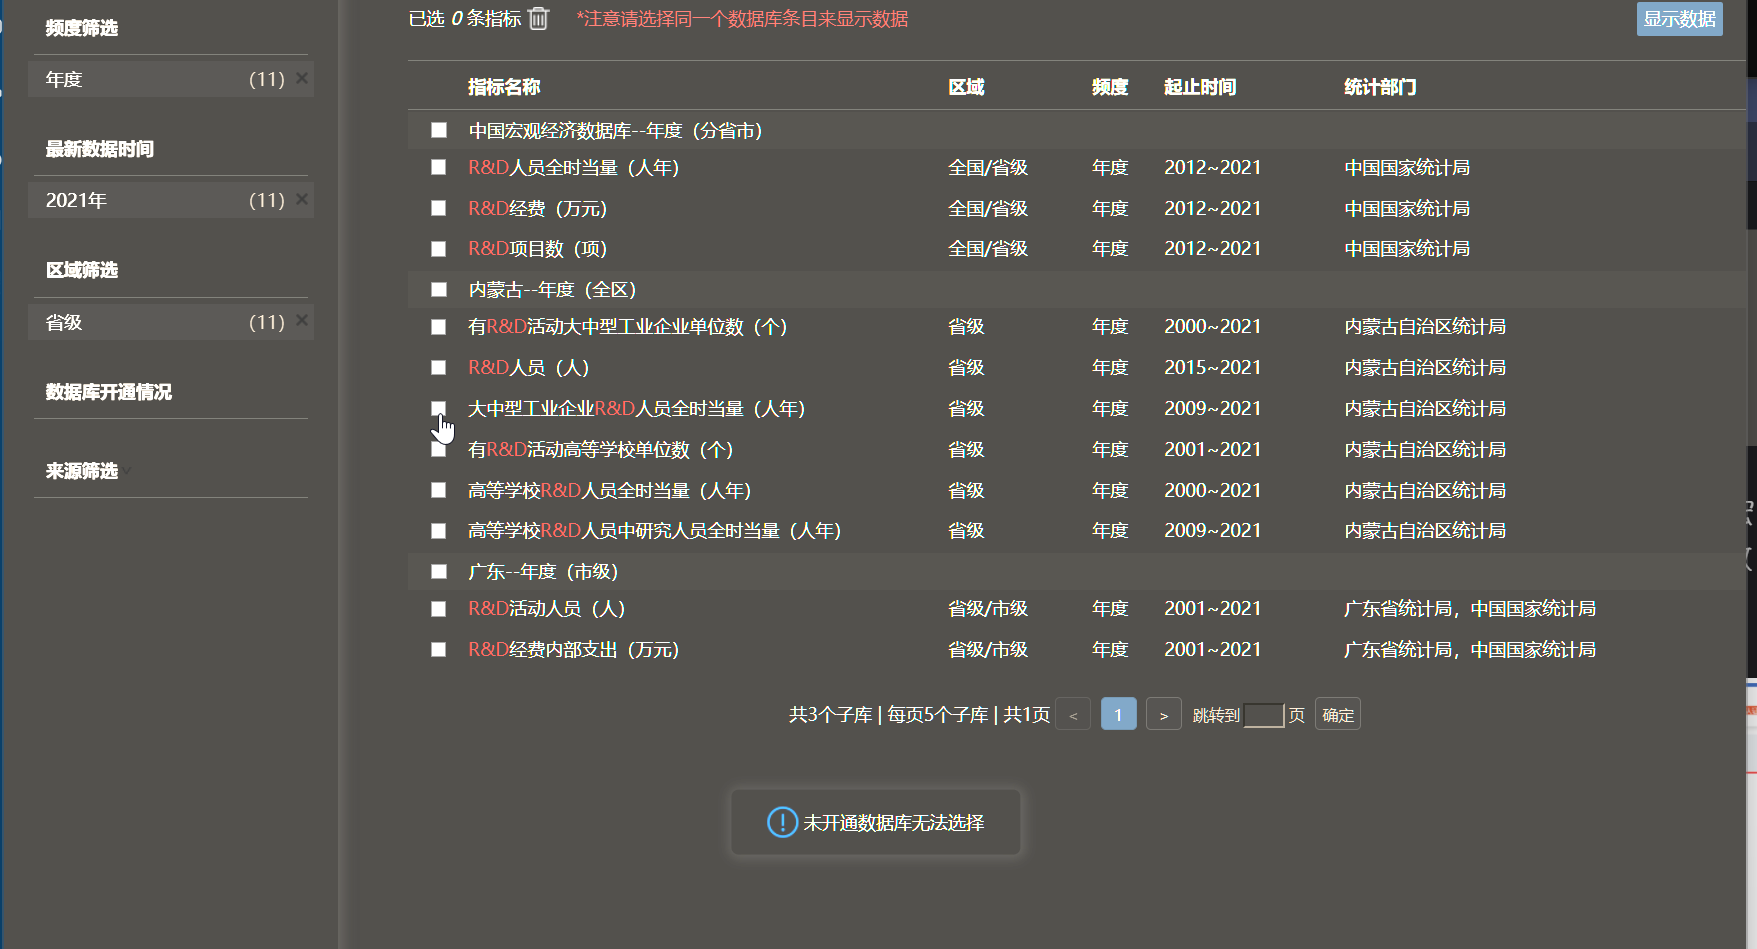 频度筛选
年度 (11) ×
最新数据时间
2021年 (11) ×
区域筛选
省级 (11) ×
数据库开通情况
来源筛选
已选 0 条指标 *注意请选择同一个数据库条目来显示数据 显示数据
指标名称 区域 频度 起止时间 统计部门
中国宏观经济数据库--年度（分省市）
R&D人员全时当量（人年） 全国/省级 年度 2012~2021 中国国家统计局
R&D经费（万元） 全国/省级 年度 2012~2021 中国国家统计局
R&D项目数（项） 全国/省级 年度 2012~2021 中国国家统计局
内蒙古--年度（全区）
有R&D活动大中型工业企业单位数（个） 省级 年度 2000~2021 内蒙古自治区统计局
R&D人员（人） 省级 年度 2015~2021 内蒙古自治区统计局
大中型工业企业R&D人员全时当量（人年） 省级 年度 2009~2021 内蒙古自治区统计局
有R&D活动高等学校单位数（个） 省级 年度 2001~2021 内蒙古自治区统计局
高等学校R&D人员全时当量（人年） 省级 年度 2000~2021 内蒙古自治区统计局
高等学校R&D人员中研究人员全时当量（人年） 省级 年度 2009~2021 内蒙古自治区统计局
广东--年度（市级）
R&D活动人员（人） 省级/市级 年度 2001~2021 广东省统计局，中国国家统计局
R&D经费内部支出（万元） 省级/市级 年度 2001~2021 广东省统计局，中国国家统计局
共3个子库 | 每页5个子库 | 共1页 < 1 > 跳转到 页 确定
未开通数据库无法选择